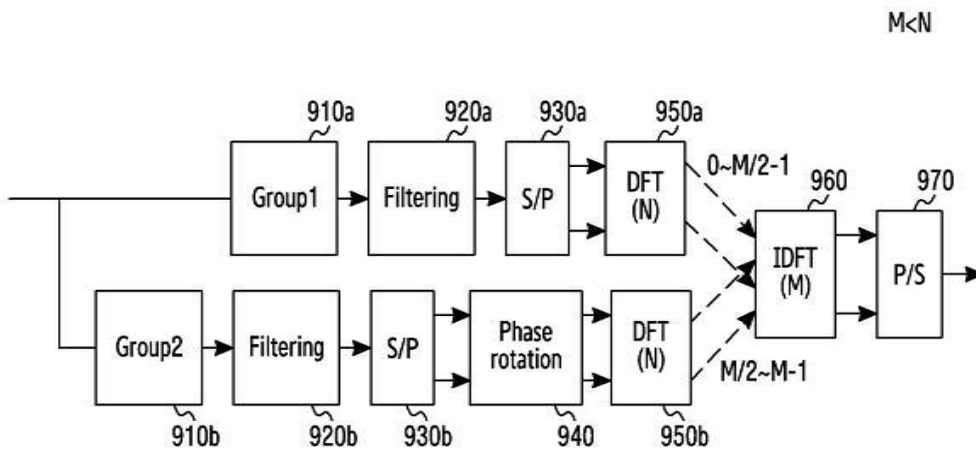 M<N
910a
920a
930a
950a
Group1
Filtering
S/P
DFT
(N)
0~M/2-1
960
970
IDFT
(M)
P/S
Group2
Filtering
S/P
Phase
rotation
DFT
(N)
M/2~M-1
910b
920b
930b
940
950b